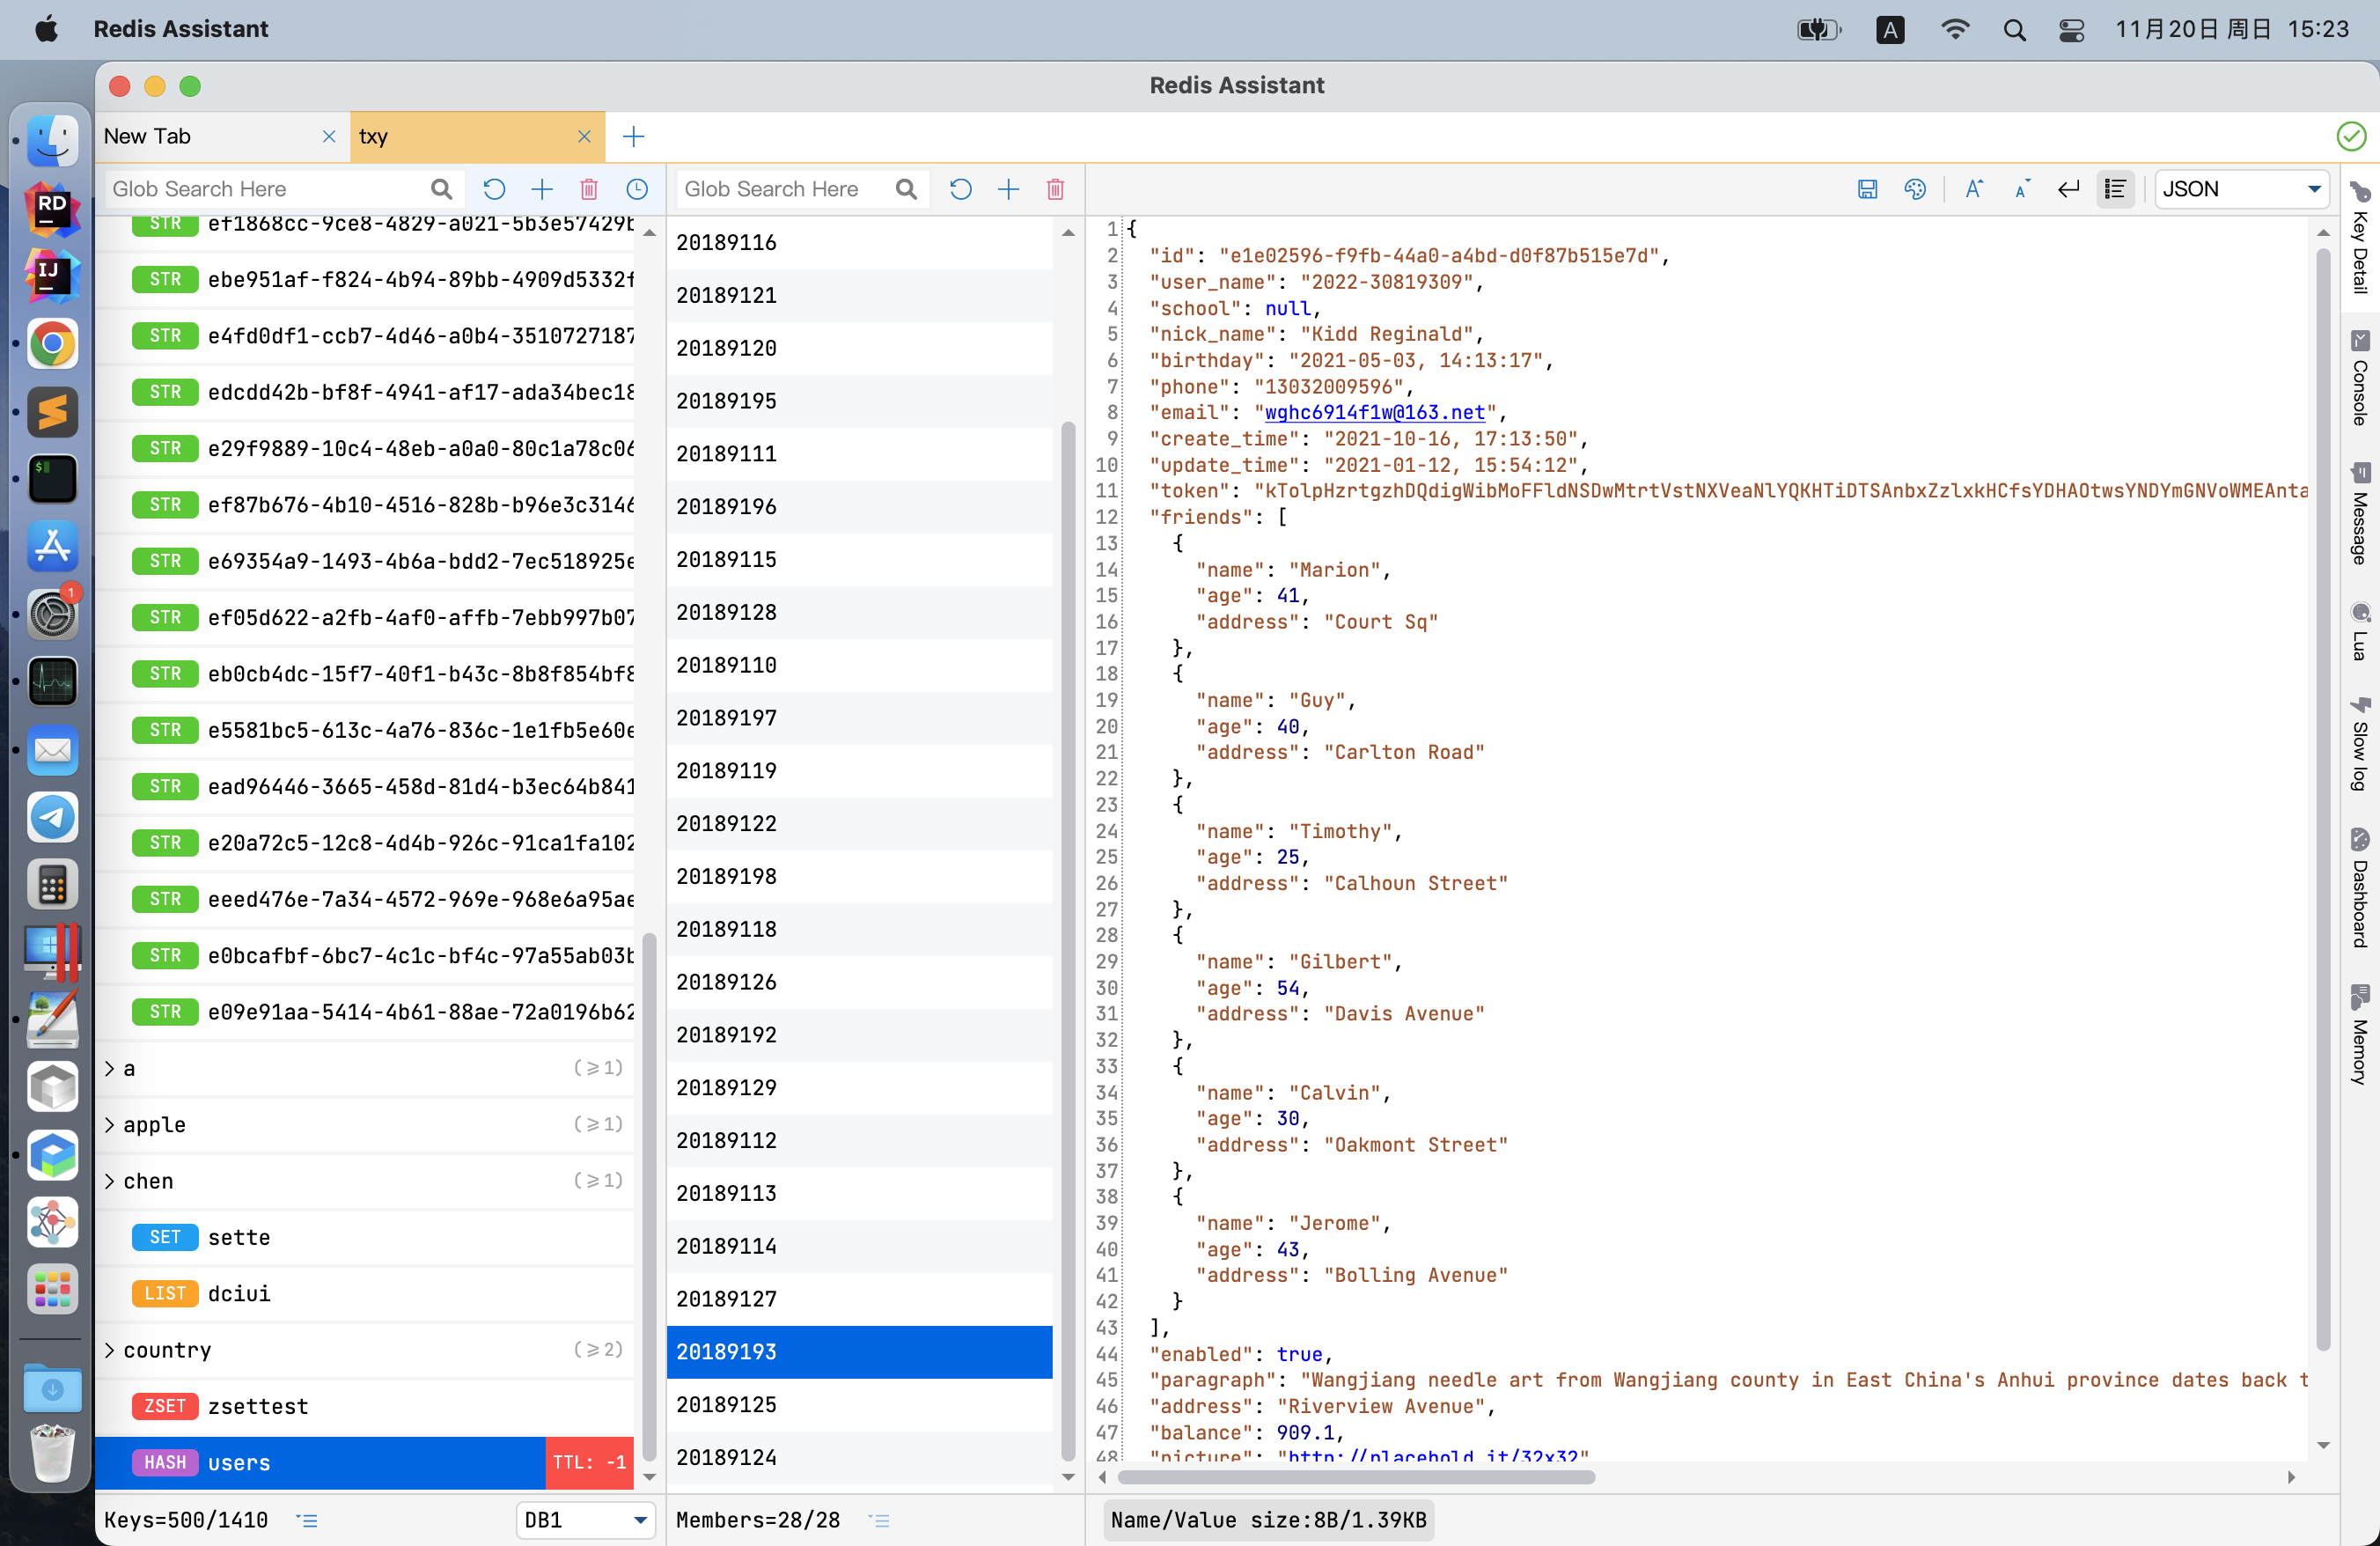 Redis Assistant
A
11月20日 周日 15:23
Redis Assistant
New Tab
txy
Glob Search Here
Glob Search Here
JSON
STR ef1868cc-9ce8-4829-a021-5b3e57429b
STR ebe951af-f824-4b94-89bb-4909d5332f
STR e4fd0df1-ccb7-4d46-a0b4-3510727187
STR edcdd42b-bf8f-4941-af17-ada34bec18
STR e29f9889-10c4-48eb-a0a0-80c1a78c06
STR ef87b676-4b10-4516-828b-b96e3c3146
STR e69354a9-1493-4b6a-bdd2-7ec518925e
STR ef05d622-a2fb-4af0-affb-7ebb997b07
STR eb0cb4dc-15f7-40f1-b43c-8b8f854bf8
STR e5581bc5-613c-4a76-836c-1e1fb5e60e
STR ead96446-3665-458d-81d4-b3ec64b841
STR e20a72c5-12c8-4d4b-926c-91ca1fa102
STR eeed476e-7a34-4572-969e-968e6a95ae
STR e0bcafbf-6bc7-4c1c-bf4c-97a55ab03b
STR e09e91aa-5414-4b61-88ae-72a0196b62
a (⩾1)
apple (⩾1)
chen (⩾1)
SET sette
LIST dciui
country (⩾2)
ZSET zsettest
HASH users TTL: -1
Keys=500/1410
DB1
20189116
20189121
20189120
20189195
20189111
20189196
20189115
20189128
20189110
20189197
20189119
20189122
20189198
20189118
20189126
20189192
20189129
20189112
20189113
20189114
20189127
20189193
20189125
20189124
Members=28/28
1 {
2 "id": "e1e02596-f9fb-44a0-a4bd-d0f87b515e7d",
3 "user_name": "2022-30819309",
4 "school": null,
5 "nick_name": "Kidd Reginald",
6 "birthday": "2021-05-03, 14:13:17",
7 "phone": "13032009596",
8 "email": "wghc6914f1w@163.net",
9 "create_time": "2021-10-16, 17:13:50",
10 "update_time": "2021-01-12, 15:54:12",
11 "token": "kTolpHzrtgzhDQdigWibMoFFldNSDwMtrtVstNXVeaNlYQKHTiDTSAnbxZzlxkHCfsYDHAOtwsYNDYmGNVoWMEAnta
12 "friends": [
13 {
14 "name": "Marion",
15 "age": 41,
16 "address": "Court Sq"
17 },
18 {
19 "name": "Guy",
20 "age": 40,
21 "address": "Carlton Road"
22 },
23 {
24 "name": "Timothy",
25 "age": 25,
26 "address": "Calhoun Street"
27 },
28 {
29 "name": "Gilbert",
30 "age": 54,
31 "address": "Davis Avenue"
32 },
33 {
34 "name": "Calvin",
35 "age": 30,
36 "address": "Oakmont Street"
37 },
38 {
39 "name": "Jerome",
40 "age": 43,
41 "address": "Bolling Avenue"
42 }
43 ],
44 "enabled": true,
45 "paragraph": "Wangjiang needle art from Wangjiang county in East China's Anhui province dates back t
46 "address": "Riverview Avenue",
47 "balance": 909.1,
48 "picture": "http://placehold.it/32x32"
Name/Value size:8B/1.39KB
Key Detail
Console
Message
Lua
Slow log
Dashboard
Memory
RD
IJ
$
1